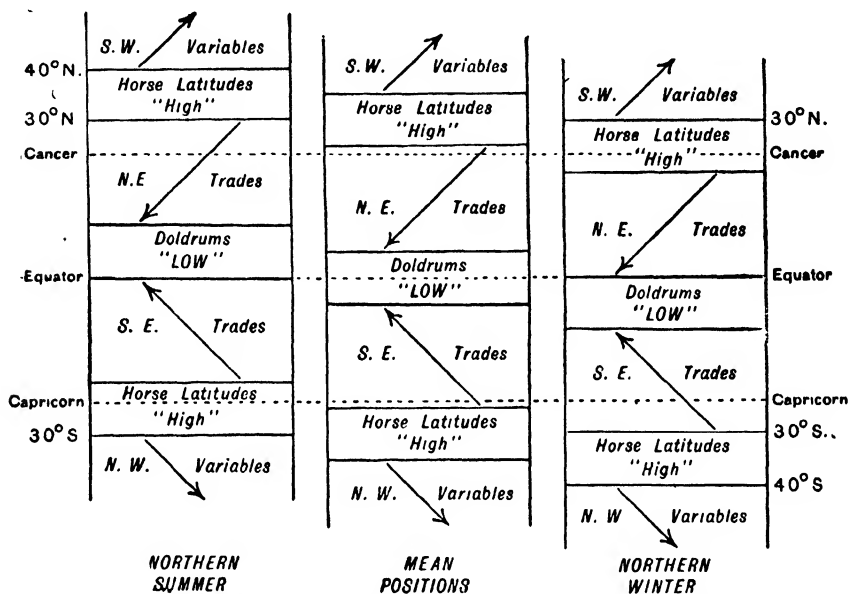 S. W. Variables
40°N.
Horse Latitudes
"High"
30°N
Cancer
N.E Trades
Doldrums
"LOW"
Equator
S. E. Trades
Capricorn
Horse Latitudes
"High"
30°S
N. W. Variables
NORTHERN
SUMMER
S.W. Variables
Horse Latitudes
"High"
N. E. Trades
Doldrums
"LOW"
S. E. Trades
Horse Latitudes
"High"
N. W. Variables
MEAN
POSITIONS
S.W. Variables
30°N.
Horse Latitudes
"High"
Cancer
N. E. Trades
Equator
Doldrums
"LOW"
S. E. Trades
Capricorn
30°S.
Horse Latitudes
"High"
40°S
N. W Variables
NORTHERN
WINTER